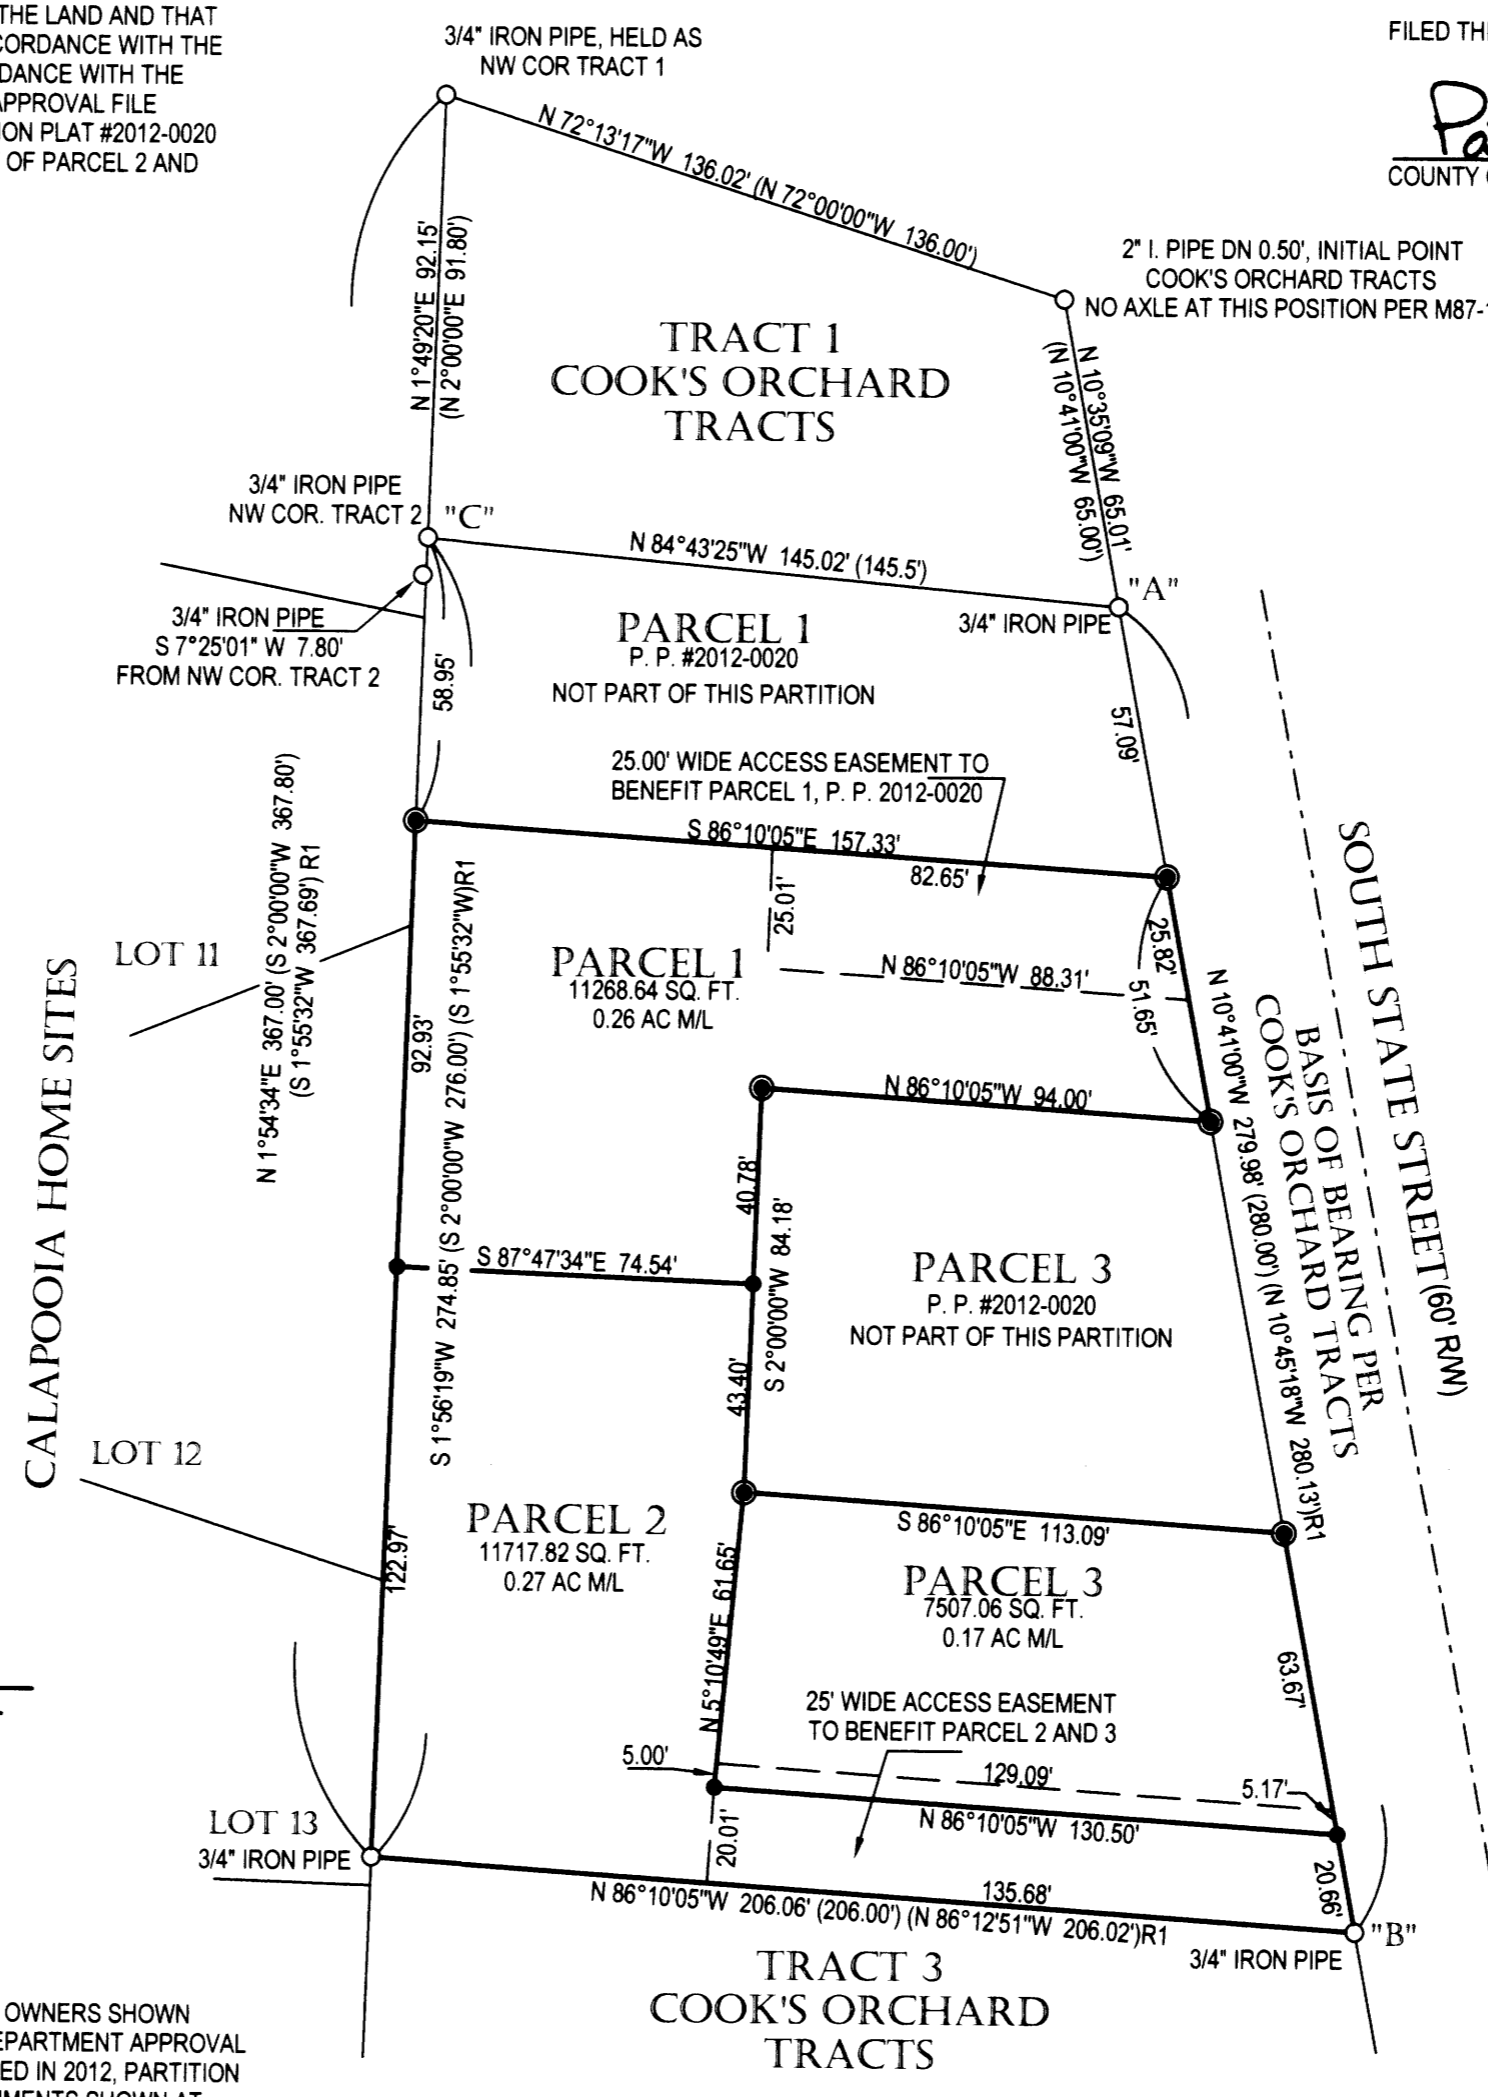 THE LAND AND THAT
CORDANCE WITH THE
DANCE WITH THE
APPROVAL FILE
ION PLAT #2012-0020
OF PARCEL 2 AND
3/4" IRON PIPE, HELD AS
NW COR TRACT 1
FILED
COUNTY
N 72°13'17"W 136.02' (N 72°00'00"W 136.00')
2" I. PIPE DN 0.50', INITIAL POINT
COOK'S ORCHARD TRACTS
NO AXLE AT THIS POSITION PER M87-
N 1°49'20"E 92.15'
(N 2°00'00"E 91.80')
TRACT 1
COOK'S ORCHARD
TRACTS
N 10°35'09"W 65.01'
(N 10°41'00"W 65.00')
3/4" IRON PIPE
NW COR. TRACT 2
"C"
N 84°43'25"W 145.02' (145.5')
"A"
3/4" IRON PIPE
3/4" IRON PIPE
S 7°25'01" W 7.80'
FROM NW COR. TRACT 2
58.95'
PARCEL 1
P. P. #2012-0020
NOT PART OF THIS PARTITION
57.09'
25.00' WIDE ACCESS EASEMENT TO
BENEFIT PARCEL 1, P. P. 2012-0020
S 86°10'05"E 157.33'
82.65'
25.01'
25.82'
51.65'
N 1°54'34"E 367.00' (S 2°00'00"W 367.80')
(S 1°55'32"W 367.69') R1
LOT 11
PARCEL 1
11268.64 SQ. FT.
0.26 AC M/L
N 86°10'05"W 88.31'
SOUTH STATE STREET (60' R/W)
BASIS OF BEARING PER
COOK'S ORCHARD TRACTS
N 10°41'00"W 279.98' (280.00') (N 10°45'18"W 280.13')R1
CALAPOOIA HOME SITES
92.93'
S 1°56'19"W 274.85' (S 2°00'00"W 276.00') (S 1°55'32"W)R1
N 86°10'05"W 94.00'
40.78'
S 2°00'00"W 84.18'
S 87°47'34"E 74.54'
PARCEL 3
P. P. #2012-0020
NOT PART OF THIS PARTITION
43.40'
LOT 12
122.97'
PARCEL 2
11717.82 SQ. FT.
0.27 AC M/L
S 86°10'05"E 113.09'
PARCEL 3
7507.06 SQ. FT.
0.17 AC M/L
N 5°10'49"E 61.65'
63.67'
25' WIDE ACCESS EASEMENT
TO BENEFIT PARCEL 2 AND 3
5.00'
129.09'
5.17'
N 86°10'05"W 130.50'
LOT 13
3/4" IRON PIPE
20.01'
20.66'
135.68'
N 86°10'05"W 206.06' (206.00') (N 86°12'51"W 206.02')R1
"B"
3/4" IRON PIPE
TRACT 3
COOK'S ORCHARD
TRACTS
OWNERS SHOWN
DEPARTMENT APPROVAL
ED IN 2012, PARTITION